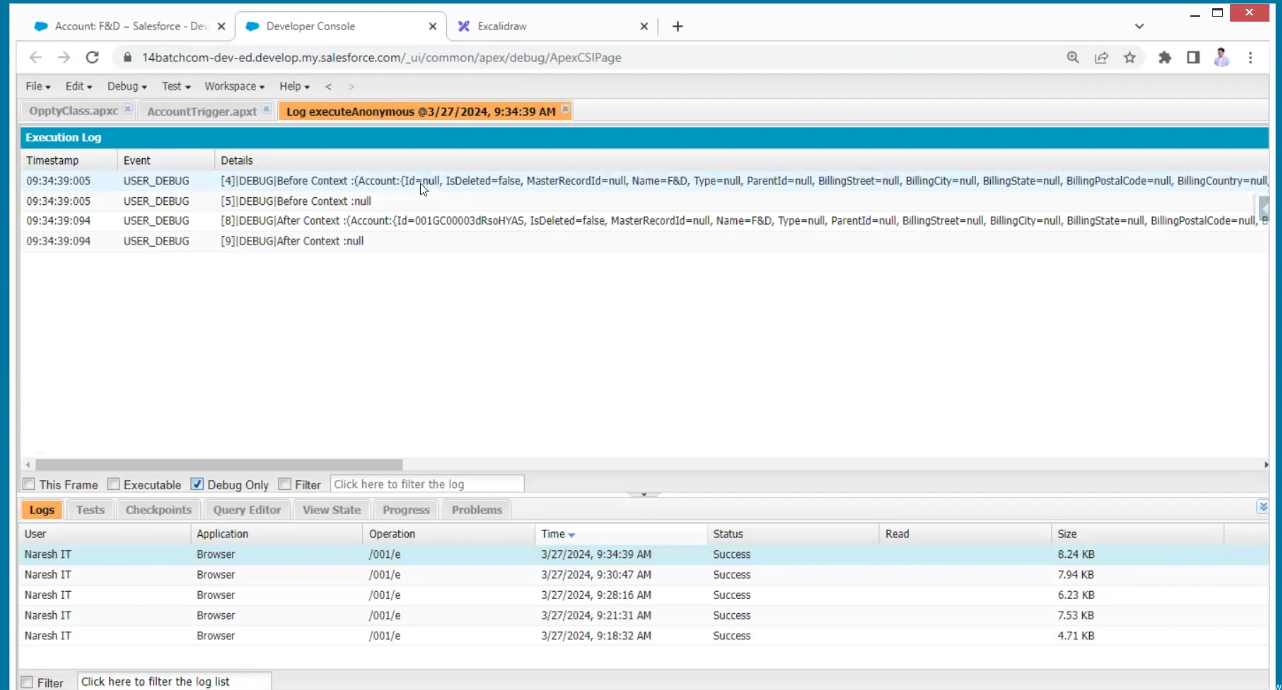 Account: F&D ~ Salesforce - Dev
Developer Console
Excalidraw
14batchcom-dev-ed.develop.my.salesforce.com/_ui/common/apex/debug/ApexCSIPage
File Edit Debug Test Workspace Help < >
OpptyClass.apxc AccountTrigger.apxt Log executeAnonymous @3/27/2024, 9:34:39 AM
Execution Log
Timestamp Event Details
09:34:39:005 USER_DEBUG [4]|DEBUG|Before Context :(Account:{Id=null, IsDeleted=false, MasterRecordId=null, Name=F&D, Type=null, ParentId=null, BillingStreet=null, BillingCity=null, BillingState=null, BillingPostalCode=null, BillingCountry=null,
09:34:39:005 USER_DEBUG [5]|DEBUG|Before Context :null
09:34:39:094 USER_DEBUG [8]|DEBUG|After Context :(Account:{Id=001GC00003dRsoHYAS, IsDeleted=false, MasterRecordId=null, Name=F&D, Type=null, ParentId=null, BillingStreet=null, BillingCity=null, BillingState=null, BillingPostalCode=null,
09:34:39:094 USER_DEBUG [9]|DEBUG|After Context :null
This Frame Executable Debug Only Filter Click here to filter the log
Logs Tests Checkpoints Query Editor View State Progress Problems
User Application Operation Time Status Read Size
Naresh IT Browser /001/e 3/27/2024, 9:34:39 AM Success 8.24 KB
Naresh IT Browser /001/e 3/27/2024, 9:30:47 AM Success 7.94 KB
Naresh IT Browser /001/e 3/27/2024, 9:28:16 AM Success 6.23 KB
Naresh IT Browser /001/e 3/27/2024, 9:21:31 AM Success 7.53 KB
Naresh IT Browser /001/e 3/27/2024, 9:18:32 AM Success 4.71 KB
Filter Click here to filter the log list